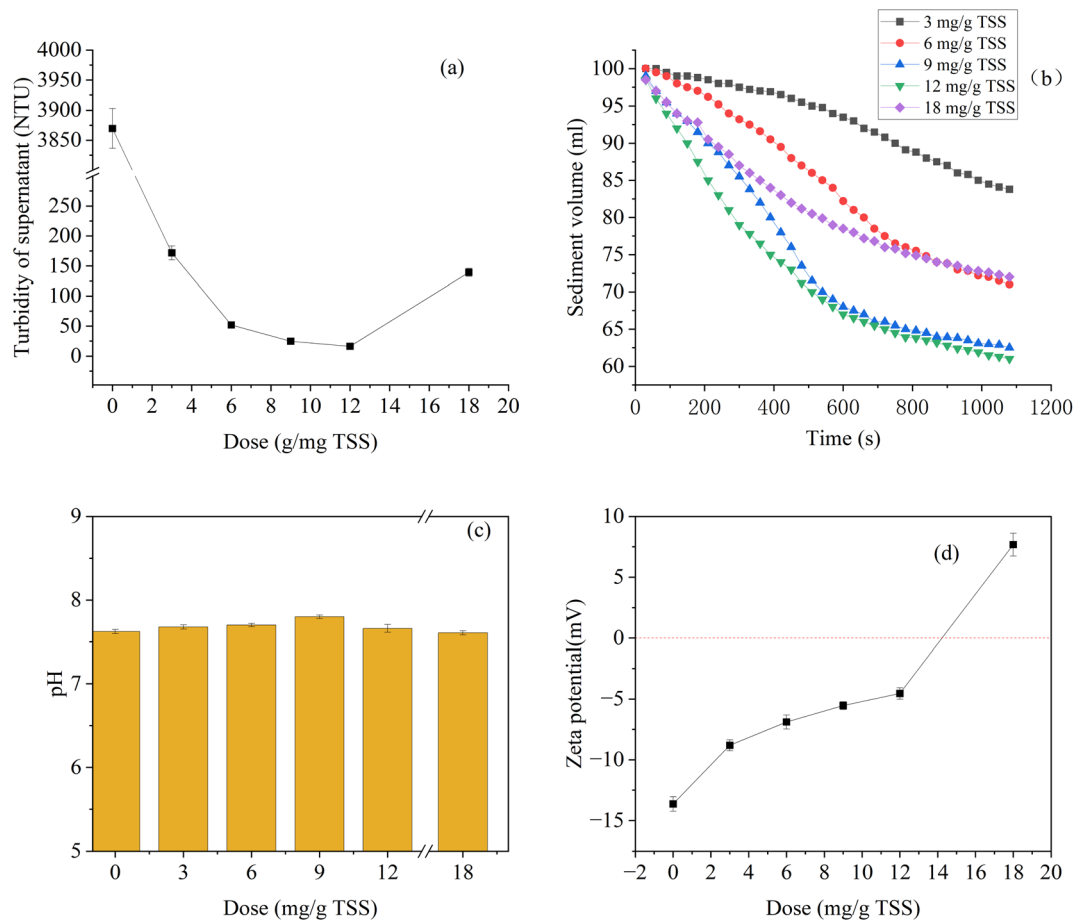 (a)
Turbidity of supernatant (NTU)
4000
3950
3900
3850
250
200
150
100
50
0
0 2 4 6 8 10 12 14 16 18 20
Dose (g/mg TSS)
3 mg/g TSS
6 mg/g TSS
9 mg/g TSS
12 mg/g TSS
18 mg/g TSS
(b)
Sediment volume (ml)
100
95
90
85
80
75
70
65
60
0 200 400 600 800 1000 1200
Time (s)
(c)
pH
9
8
7
6
5
0 3 6 9 12 18
Dose (mg/g TSS)
(d)
Zeta potential(mV)
10
5
0
−5
−10
−15
−2 0 2 4 6 8 10 12 14 16 18 20
Dose (mg/g TSS)